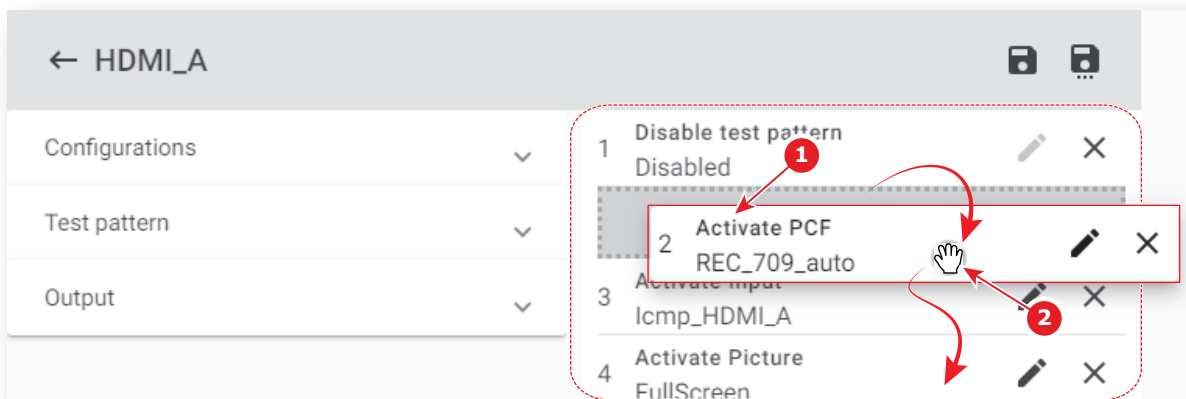 HDMI_A
Configurations
Test pattern
Output
1
Disable test pattern
Disabled
1
2
Activate PCF
REC_709_auto
3
Activate Input
Icmp_HDMI_A
2
4
Activate Picture
FullScreen